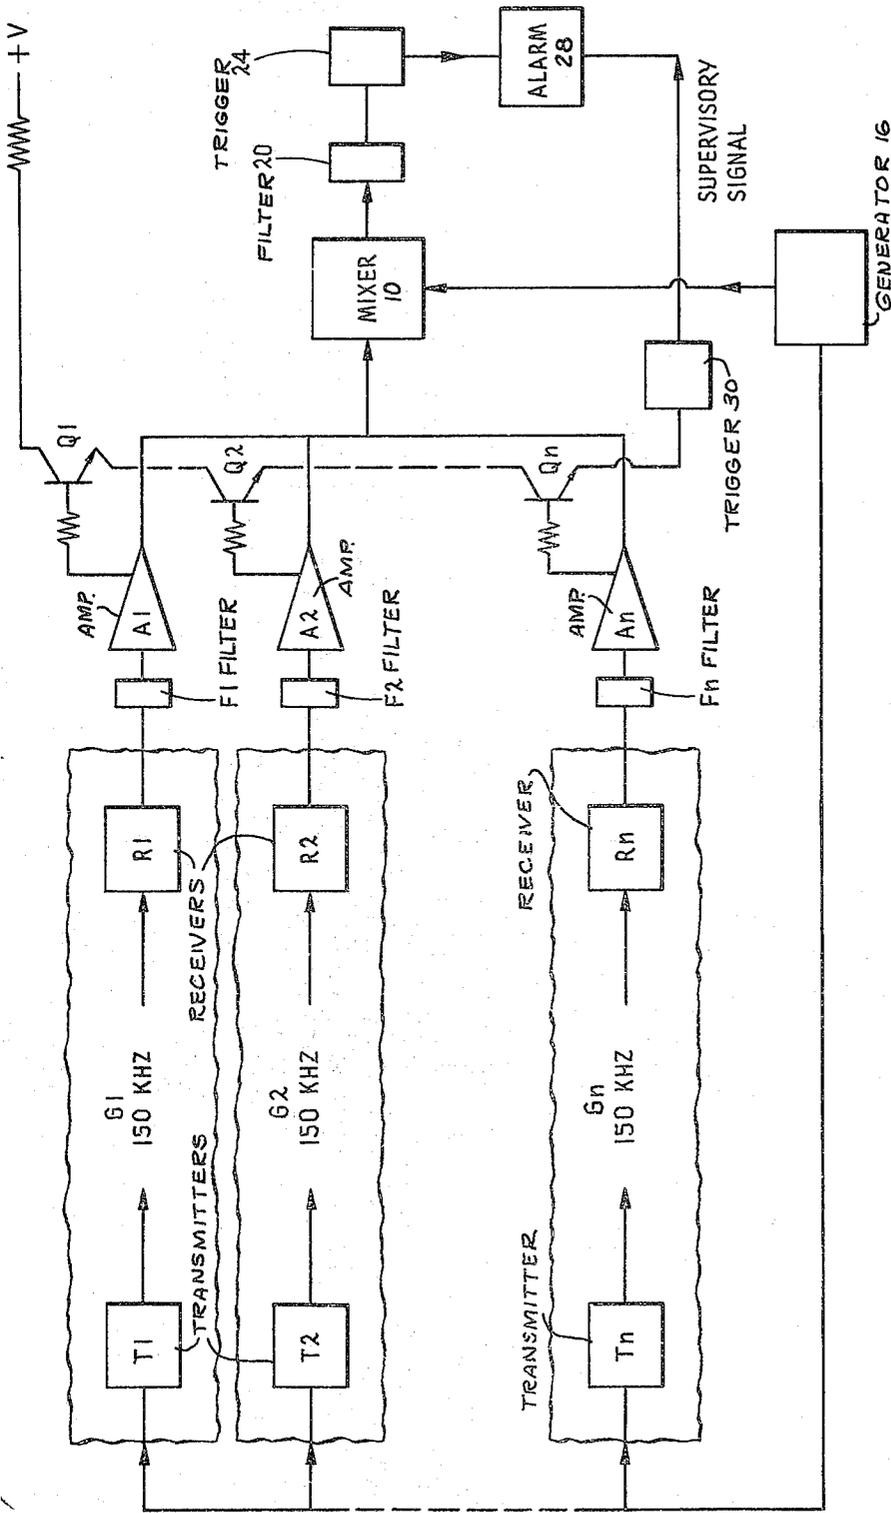 +V
Q1
Q2
Qn
TRIGGER
24
FILTER 20
MIXER
10
ALARM
28
SUPERVISORY
SIGNAL
GENERATOR 16
TRIGGER 30
AMP.
A1
F1 FILTER
AMP.
A2
F2 FILTER
AMP.
An
Fn FILTER
R1
RECEIVERS
R2
RECEIVER
Rn
G1
150 KHZ
G2
150 KHZ
Gn
150 KHZ
T1
TRANSMITTERS
T2
TRANSMITTER
Tn